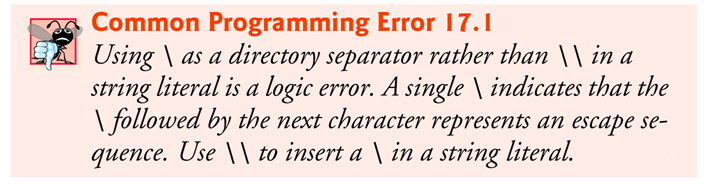 Common Programming Error 17.1
Using \ as a directory separator rather than \\ in a
string literal is a logic error. A single \ indicates that the
\ followed by the next character represents an escape se-
quence. Use \\ to insert a \ in a string literal.